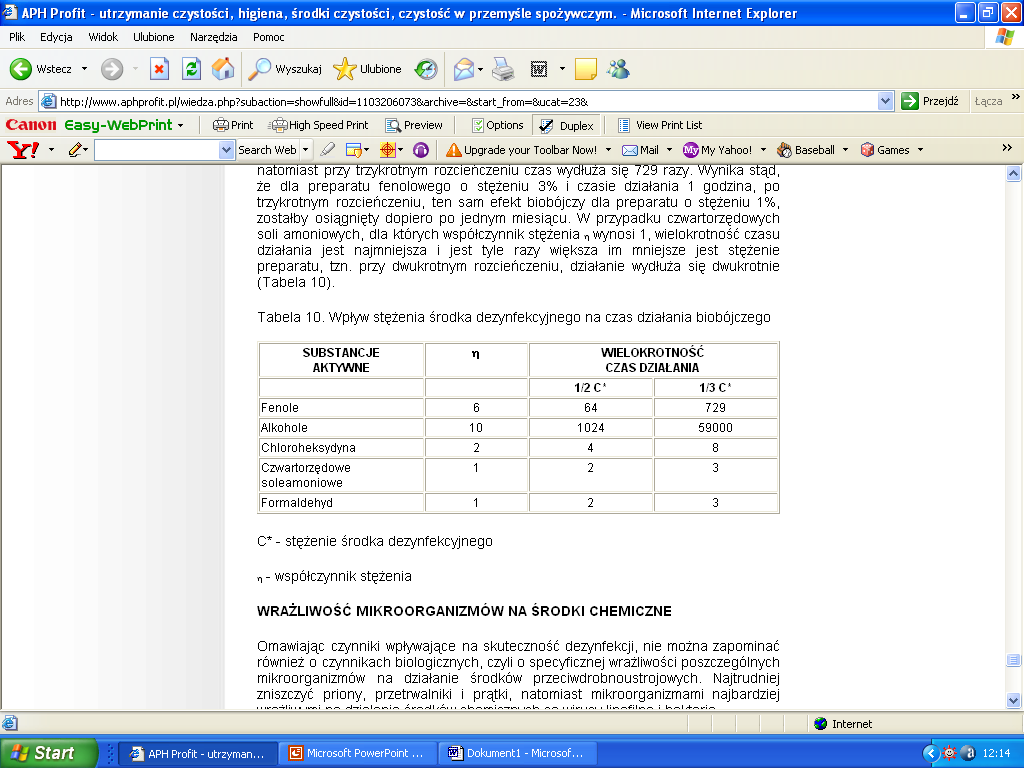 APH Profit - utrzymanie czystości, higiena, środki czystości, czystość w przemyśle spożywczym. - Microsoft Internet Explorer
Plik Edycja Widok Ulubione Narzędzia Pomoc
Wstecz Wyszukaj Ulubione
Adres http://www.aphprofit.pl/wiedza.php?subaction=showfull&id=1103206073&archive=&start_from=&ucat=23& Przejdź Łącza »
Canon Easy-WebPrint Print High Speed Print Preview Options Duplex View Print List
Y! Search Web Upgrade your Toolbar Now! Mail My Yahoo! Baseball Games »
natomiast przy trzykrotnym rozcieńczeniu czas wydłuża się 729 razy. Wynika stąd,
że dla preparatu fenolowego o stężeniu 3% i czasie działania 1 godzina, po
trzykrotnym rozcieńczeniu, ten sam efekt biobójczy dla preparatu o stężeniu 1%,
zostałby osiągnięty dopiero po jednym miesiącu. W przypadku czwartorzędowych
soli amoniowych, dla których współczynnik stężenia η wynosi 1, wielokrotność czasu
działania jest najmniejsza i jest tyle razy większa im mniejsze jest stężenie
preparatu, tzn. przy dwukrotnym rozcieńczeniu, działanie wydłuża się dwukrotnie
(Tabela 10).
Tabela 10. Wpływ stężenia środka dezynfekcyjnego na czas działania biobójczego
SUBSTANCJE AKTYWNE η WIELOKROTNOŚĆ CZAS DZIAŁANIA
1/2 C* 1/3 C*
Fenole 6 64 729
Alkohole 10 1024 59000
Chloroheksydyna 2 4 8
Czwartorzędowe soleamoniowe 1 2 3
Formaldehyd 1 2 3
C* - stężenie środka dezynfekcyjnego
η - współczynnik stężenia
WRAŻLIWOŚĆ MIKROORGANIZMÓW NA ŚRODKI CHEMICZNE
Omawiając czynniki wpływające na skuteczność dezynfekcji, nie można zapominać
również o czynnikach biologicznych, czyli o specyficznej wrażliwości poszczególnych
mikroorganizmów na działanie środków przeciwdrobnoustrojowych. Najtrudniej
zniszczyć priony, przetrwalniki i prątki, natomiast mikroorganizmami najbardziej
wrażliwymi na działanie środków chemicznych są wirusy lipofilne i bakterie
Internet
Start APH Profit - utrzyman... Microsoft PowerPoint ... Dokument1 - Microsof... 12:14